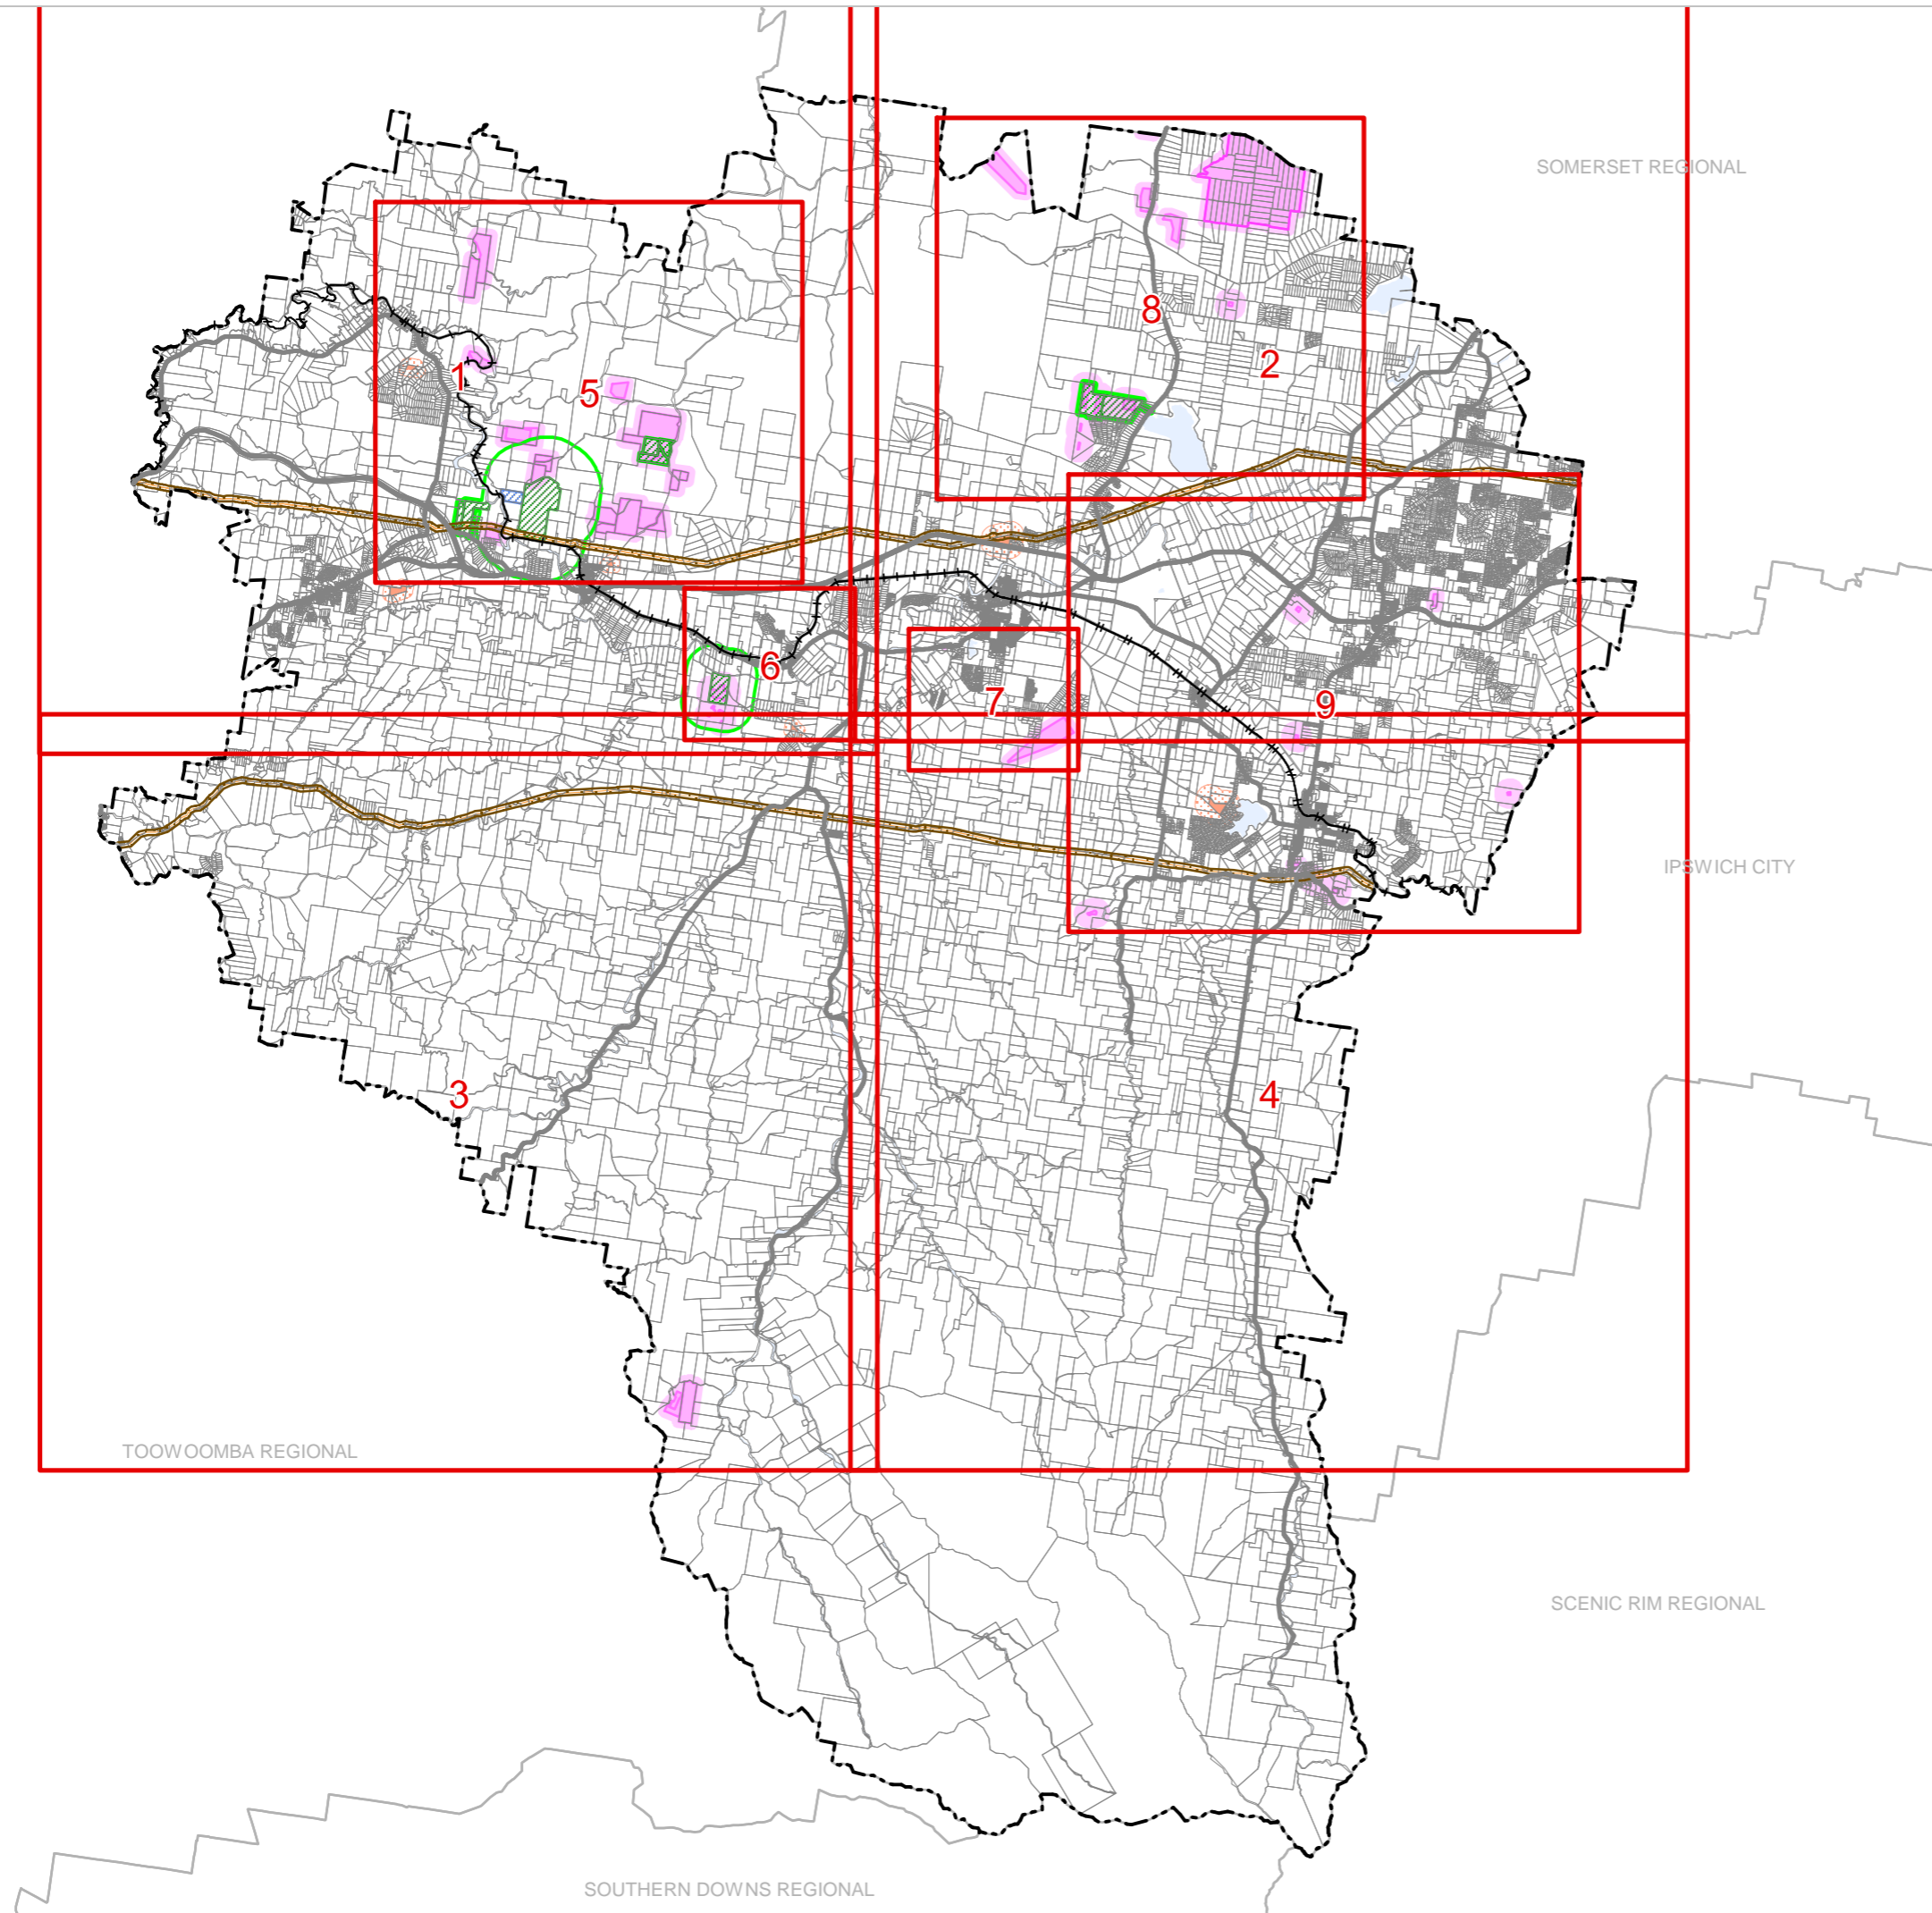 SOMERSET REGIONAL
8
2
1
5
6
7
9
IPSWICH CITY
3
4
TOOWOOMBA REGIONAL
SCENIC RIM REGIONAL
SOUTHERN DOWNS REGIONAL